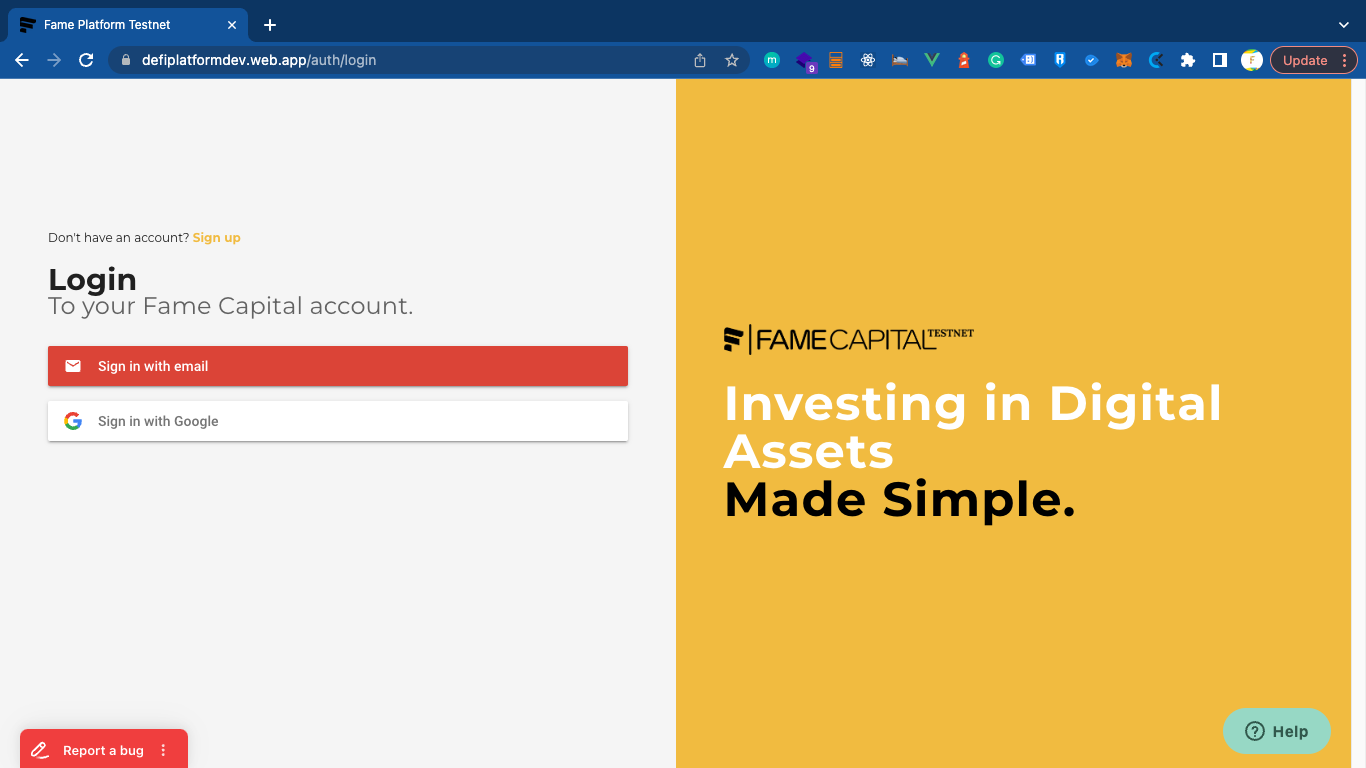 Fame Platform Testnet
defiplatformdev.web.app/auth/login
m
9
G
Update
Don't have an account? Sign up
Login
To your Fame Capital account.
Sign in with email
Sign in with Google
FAMECAPITAL TESTNET
Investing in Digital
Assets
Made Simple.
Report a bug
Help